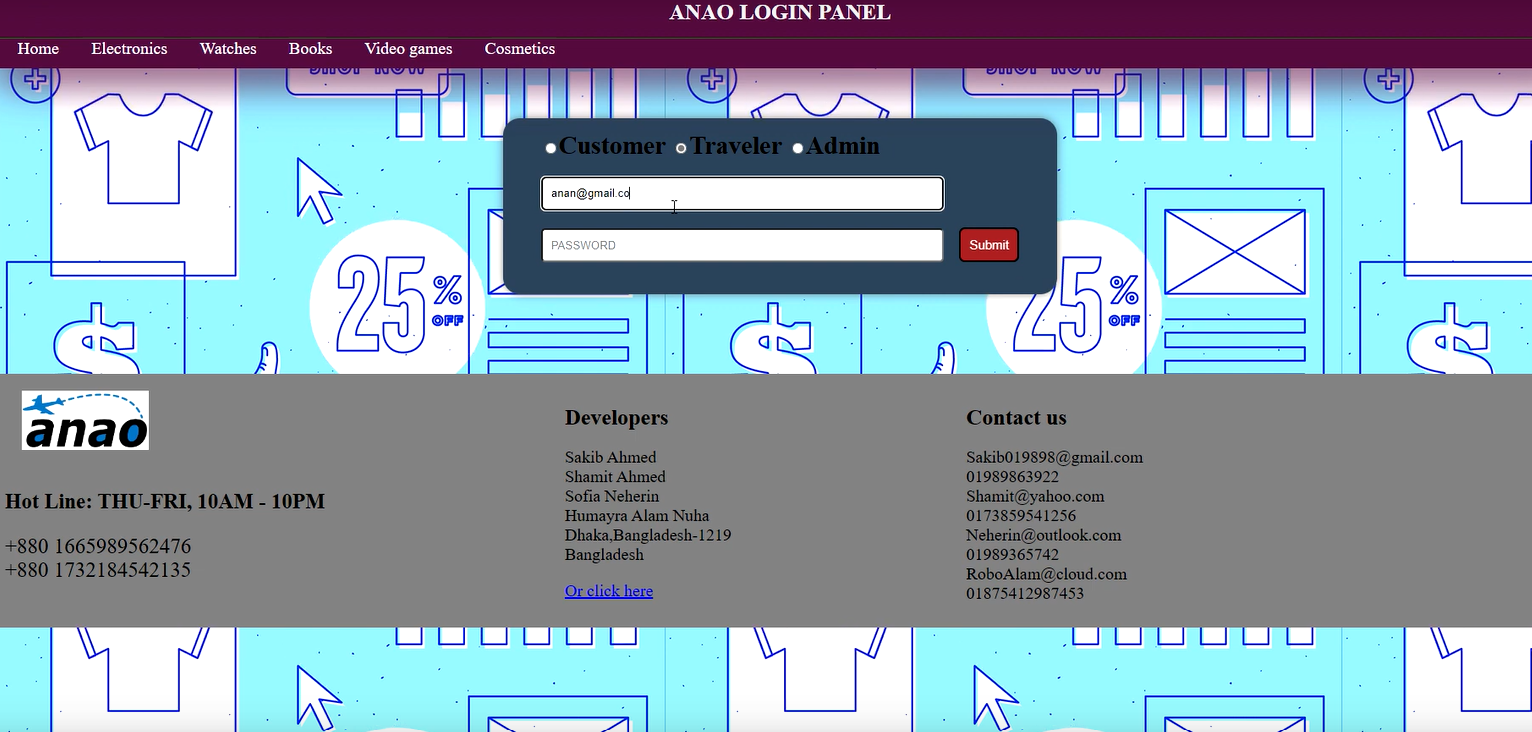 ANAO LOGIN PANEL
Home Electronics Watches Books Video games Cosmetics
SHOP NOW SHOP NOW
Customer Traveler Admin
anan@gmail.co
PASSWORD Submit
25% OFF 25% OFF
$ $ $
anao
Hot Line: THU-FRI, 10AM - 10PM
+880 1665989562476
+880 1732184542135
Developers
Sakib Ahmed
Shamit Ahmed
Sofia Neherin
Humayra Alam Nuha
Dhaka,Bangladesh-1219
Bangladesh
Or click here
Contact us
Sakib019898@gmail.com
01989863922
Shamit@yahoo.com
0173859541256
Neherin@outlook.com
01989365742
RoboAlam@cloud.com
01875412987453